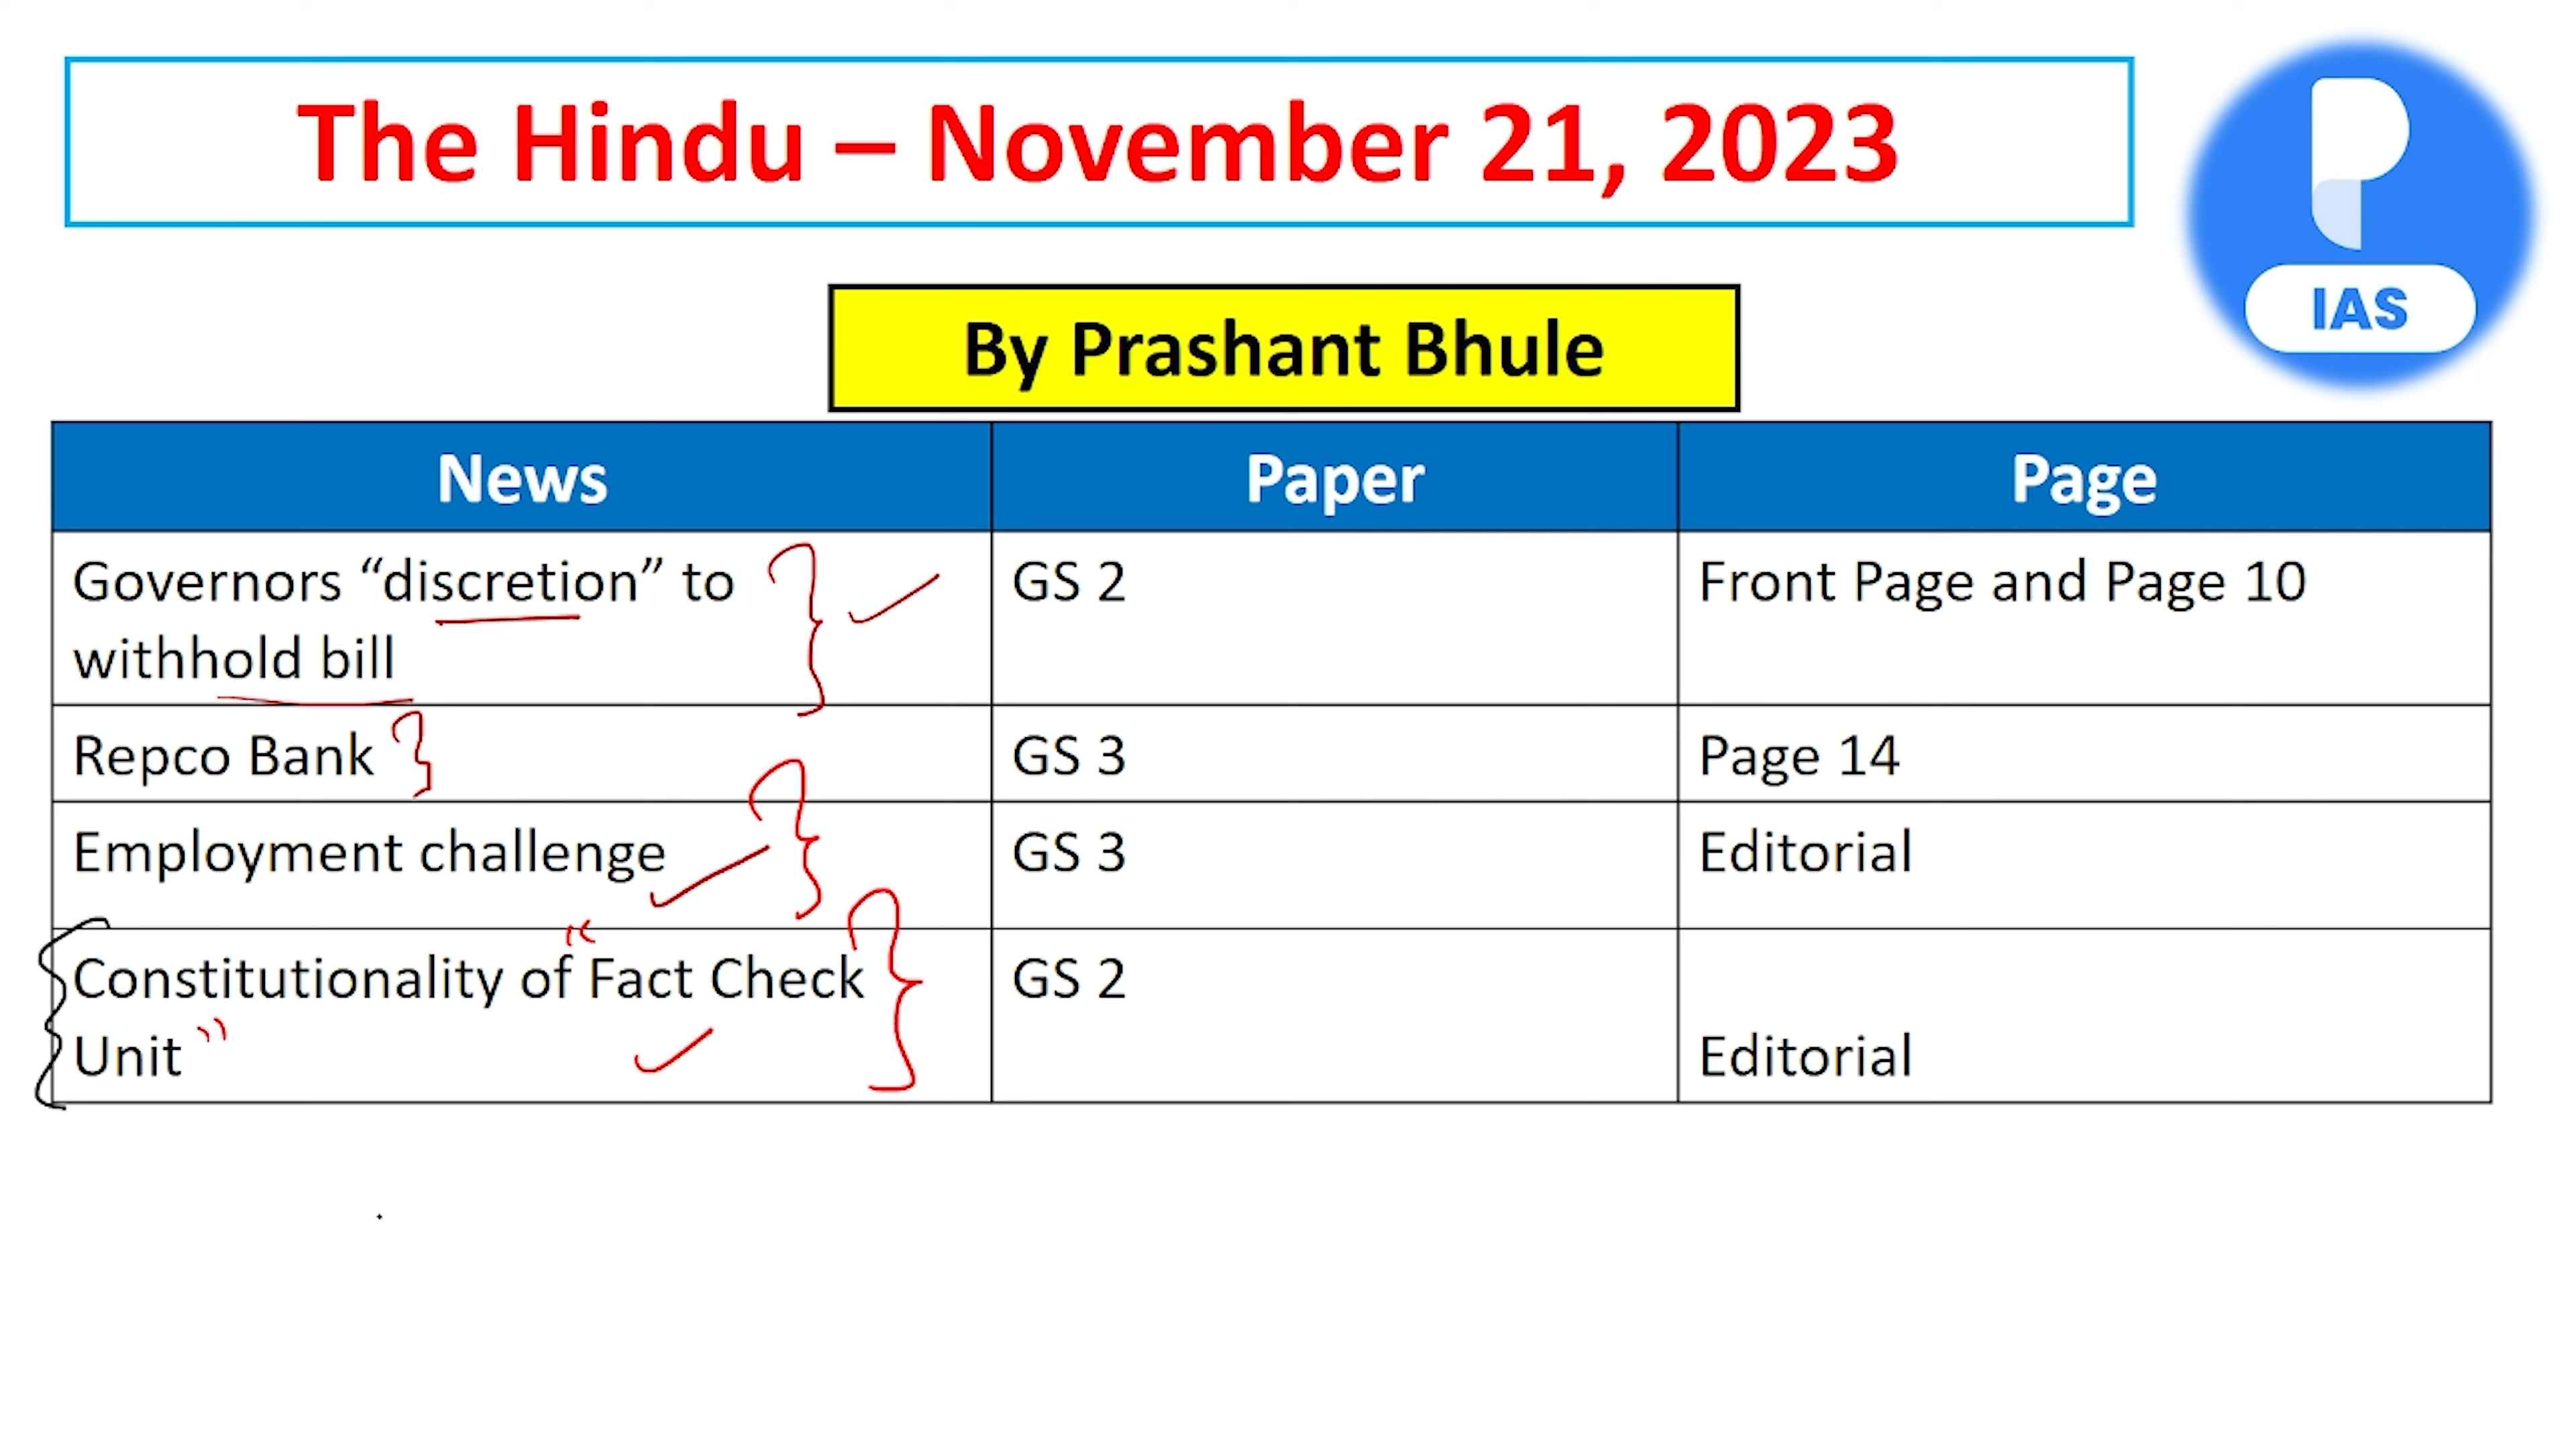 The Hindu – November 21, 2023
P
IAS
By Prashant Bhule
News Paper Page
Governors “discretion” to GS 2 Front Page and Page 10
withhold bill
Repco Bank GS 3 Page 14
Employment challenge GS 3 Editorial
Constitutionality of “Fact Check GS 2
Unit” Editorial